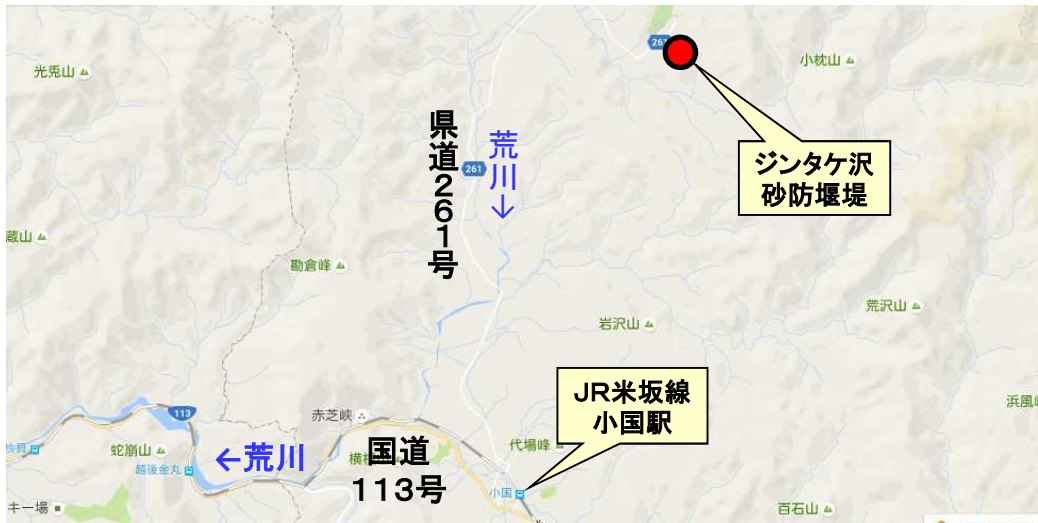 光兎山
261
小枕山
県道261号
荒川↓
261
ジンタケ沢
砂防堰堤
蔵山
勘倉峰
荒沢山
岩沢山
JR米坂線
小国駅
浜風
113
赤芝峡
代場峰
蛇崩山
←荒川
国道
113号
横根
越後金丸
小国
キー場
百石山